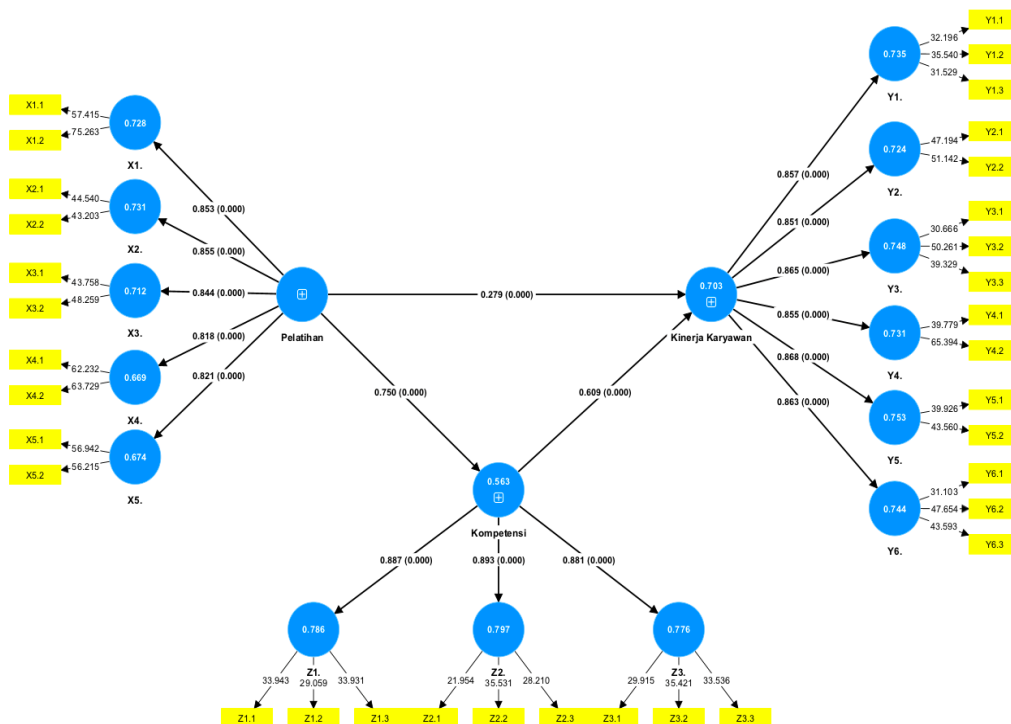 Y1.1
32.196
0.735
35.540
Y1.2
31.529
Y1.3
Y1.
X1.1
57.415
0.728
75.263
X1.2
X1.
Y2.1
47.194
0.724
51.142
Y2.2
Y2.
0.857 (0.000)
0.851 (0.000)
X2.1
44.540
0.731
43.203
X2.2
X2.
0.853 (0.000)
0.855 (0.000)
Y3.1
30.666
0.748
50.261
Y3.2
39.329
Y3.3
Y3.
0.865 (0.000)
X3.1
43.758
0.712
48.259
X3.2
X3.
0.844 (0.000)
0.818 (0.000)
0.821 (0.000)
Pelatihan
0.279 (0.000)
0.703
Kinerja Karyawan
0.855 (0.000)
0.868 (0.000)
0.863 (0.000)
Y4.1
39.779
0.731
65.394
Y4.2
Y4.
X4.1
62.232
0.669
63.729
X4.2
X4.
0.750 (0.000)
0.609 (0.000)
Y5.1
39.926
0.753
43.560
Y5.2
Y5.
X5.1
56.942
0.674
56.215
X5.2
X5.
0.563
Kompetensi
Y6.1
31.103
0.744
47.654
Y6.2
43.593
Y6.3
Y6.
0.887 (0.000)
0.893 (0.000)
0.881 (0.000)
0.786
0.797
0.776
Z1.
Z2.
Z3.
33.943
29.059
33.931
21.954
35.531
28.210
29.915
35.421
33.536
Z1.1
Z1.2
Z1.3
Z2.1
Z2.2
Z2.3
Z3.1
Z3.2
Z3.3